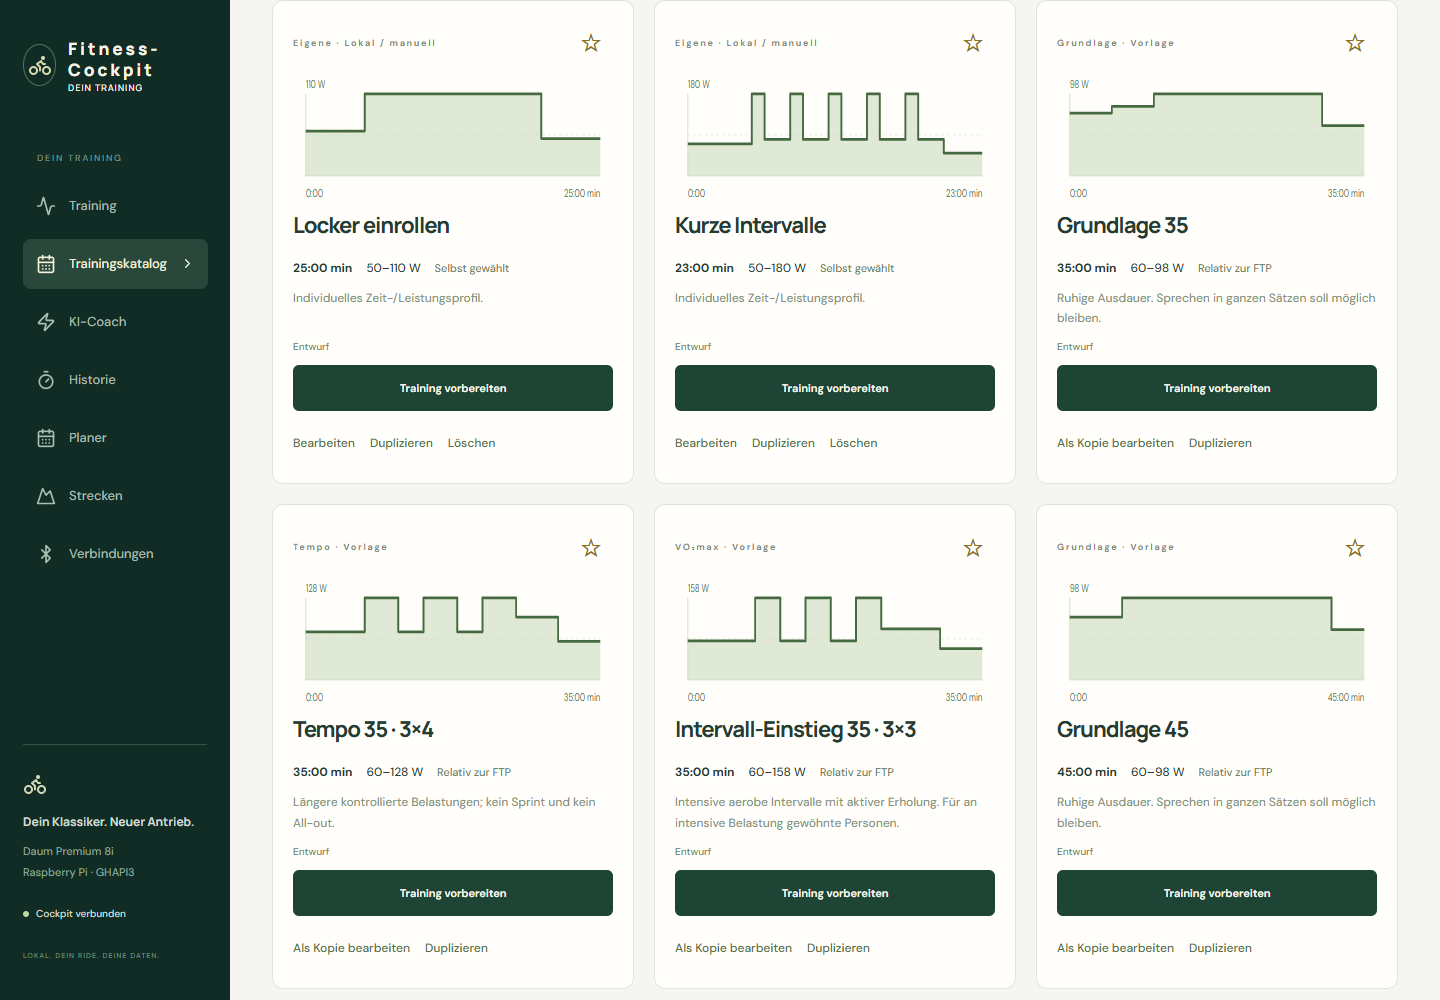 Fitness-
Cockpit
DEIN TRAINING
DEIN TRAINING
Training
Trainingskatalog
KI-Coach
Historie
Planer
Strecken
Verbindungen
Dein Klassiker. Neuer Antrieb.
Daum Premium 8i
Raspberry Pi · GHAPI3
Cockpit verbunden
LOKAL. DEIN RIDE. DEINE DATEN.
Eigene · Lokal / manuell
110 W
0:00 25:00 min
Locker einrollen
25:00 min 50–110 W Selbst gewählt
Individuelles Zeit-/Leistungsprofil.
Entwurf
Training vorbereiten
Bearbeiten Duplizieren Löschen
Eigene · Lokal / manuell
180 W
0:00 23:00 min
Kurze Intervalle
23:00 min 50–180 W Selbst gewählt
Individuelles Zeit-/Leistungsprofil.
Entwurf
Training vorbereiten
Bearbeiten Duplizieren Löschen
Grundlage · Vorlage
98 W
0:00 35:00 min
Grundlage 35
35:00 min 60–98 W Relativ zur FTP
Ruhige Ausdauer. Sprechen in ganzen Sätzen soll möglich
bleiben.
Entwurf
Training vorbereiten
Als Kopie bearbeiten Duplizieren
Tempo · Vorlage
128 W
0:00 35:00 min
Tempo 35 · 3×4
35:00 min 60–128 W Relativ zur FTP
Längere kontrollierte Belastungen; kein Sprint und kein
All-out.
Entwurf
Training vorbereiten
Als Kopie bearbeiten Duplizieren
VO₂max · Vorlage
158 W
0:00 35:00 min
Intervall-Einstieg 35 · 3×3
35:00 min 60–158 W Relativ zur FTP
Intensive aerobe Intervalle mit aktiver Erholung. Für an
intensive Belastung gewöhnte Personen.
Entwurf
Training vorbereiten
Als Kopie bearbeiten Duplizieren
Grundlage · Vorlage
98 W
0:00 45:00 min
Grundlage 45
45:00 min 60–98 W Relativ zur FTP
Ruhige Ausdauer. Sprechen in ganzen Sätzen soll möglich
bleiben.
Entwurf
Training vorbereiten
Als Kopie bearbeiten Duplizieren